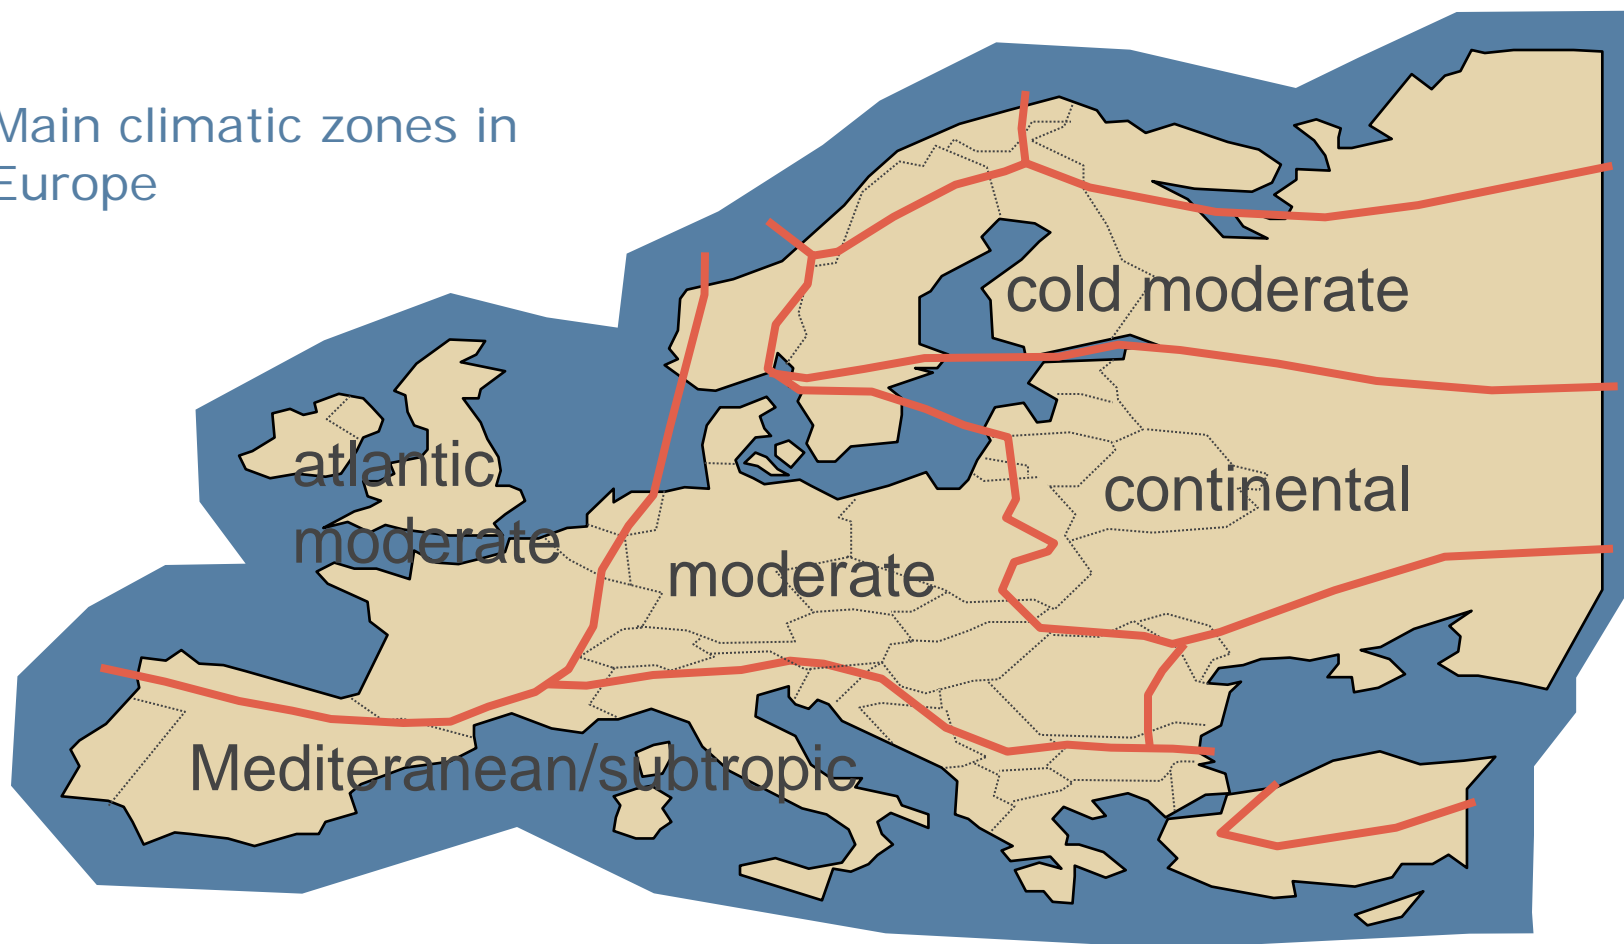 Main climatic zones in
Europe
cold moderate
atlantic
moderate
continental
moderate
Mediteranean/subtropic